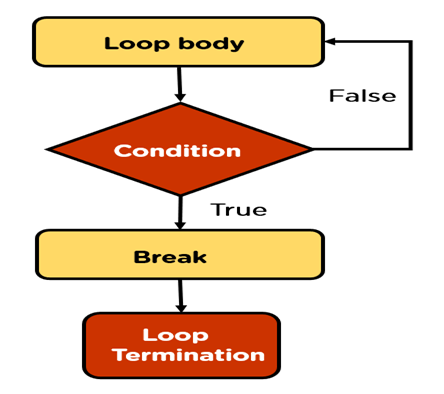 Loop body
False
Condition
True
Break
Loop
Termination